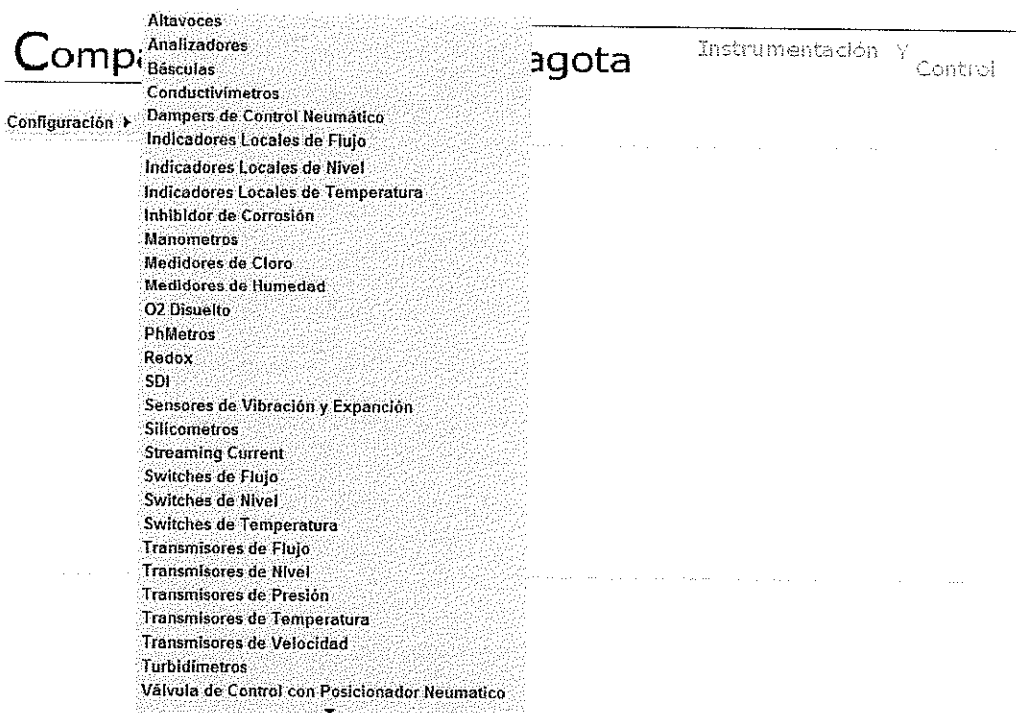 Altavoces
Analizadores
Básculas
Conductivímetros
Dampers de Control Neumático
Indicadores Locales de Flujo
Indicadores Locales de Nivel
Indicadores Locales de Temperatura
Inhibidor de Corrosión
Manometros
Medidores de Cloro
Medidores de Humedad
O2 Disuelto
PhMetros
Redox
SDI
Sensores de Vibración y Expanción
Silicometros
Streaming Current
Switches de Flujo
Switches de Nivel
Switches de Temperatura
Transmisores de Flujo
Transmisores de Nivel
Transmisores de Presión
Transmisores de Temperatura
Transmisores de Velocidad
Turbidímetros
Válvula de Control con Posicionador Neumatico
Comp
agota
Instrumentación Y
Control
Configuración